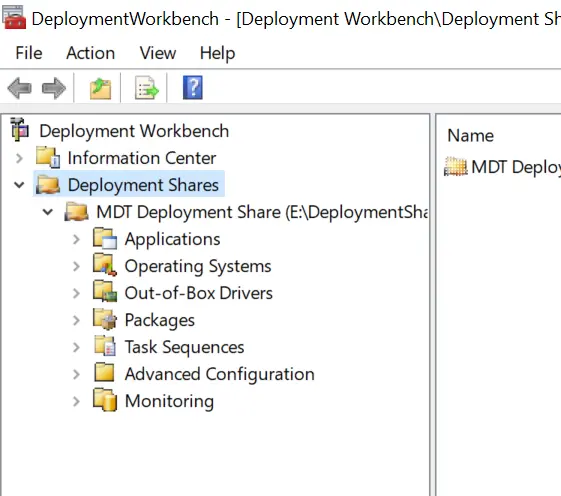 DeploymentWorkbench - [Deployment Workbench\Deployment Sh
File Action View Help
Deployment Workbench
Information Center
Deployment Shares
MDT Deployment Share (E:\DeploymentSha
Applications
Operating Systems
Out-of-Box Drivers
Packages
Task Sequences
Advanced Configuration
Monitoring
Name
MDT Deploy